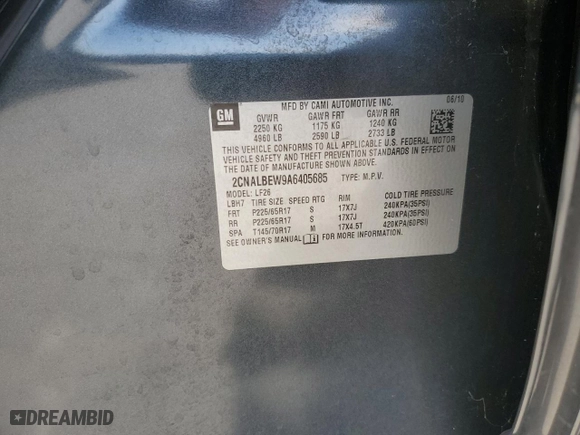 GM
MFD BY CAMI AUTOMOTIVE INC.
06/10
GVWR GAWR FRT GAWR RR
2250 KG 1175 KG 1240 KG
4960 LB 2590 LB 2733 LB
THIS VEHICLE CONFORMS TO ALL APPLICABLE U.S. FEDERAL MOTOR
VEHICLE SAFETY AND THEFT PREVENTION STANDARDS IN EFFECT ON THE
DATE OF MANUFACTURE SHOWN ABOVE.
2CNALBEW9A6405685 TYPE: M.P.V.
MODEL: LF26
LBH7 TIRE SIZE SPEED RTG RIM COLD TIRE PRESSURE
FRT P225/65R17 S 17X7J 240KPA(35PSI)
RR P225/65R17 S 17X7J 240KPA(35PSI)
SPA T145/70R17 M 17X4.5T 420KPA(60PSI)
SEE OWNER'S MANUAL FOR MORE INFORMATION
DREAMBID